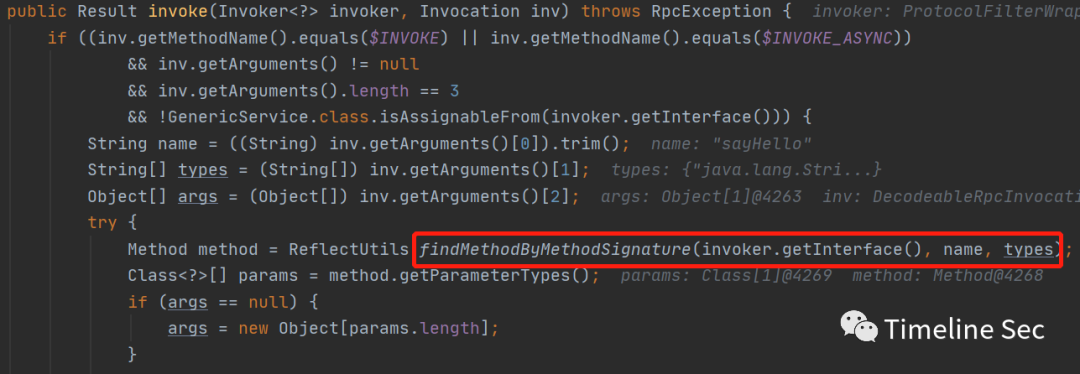 public Result invoke(Invoker<?> invoker, Invocation inv) throws RpcException {  invoker: ProtocolFilterWrap
if ((inv.getMethodName().equals($INVOKE) || inv.getMethodName().equals($INVOKE_ASYNC))
&& inv.getArguments() != null
&& inv.getArguments().length == 3
&& !GenericService.class.isAssignableFrom(invoker.getInterface())) {
String name = ((String) inv.getArguments()[0]).trim();  name: "sayHello"
String[] types = (String[]) inv.getArguments()[1];  types: {"java.lang.Stri...}
Object[] args = (Object[]) inv.getArguments()[2];  args: Object[1]@4263  inv: DecodeableRpcInvocati
try {
Method method = ReflectUtils.findMethodByMethodSignature(invoker.getInterface(), name, types);
Class<?>[] params = method.getParameterTypes();  params: Class[1]@4269  method: Method@4268
if (args == null) {
args = new Object[params.length];
}
Timeline Sec